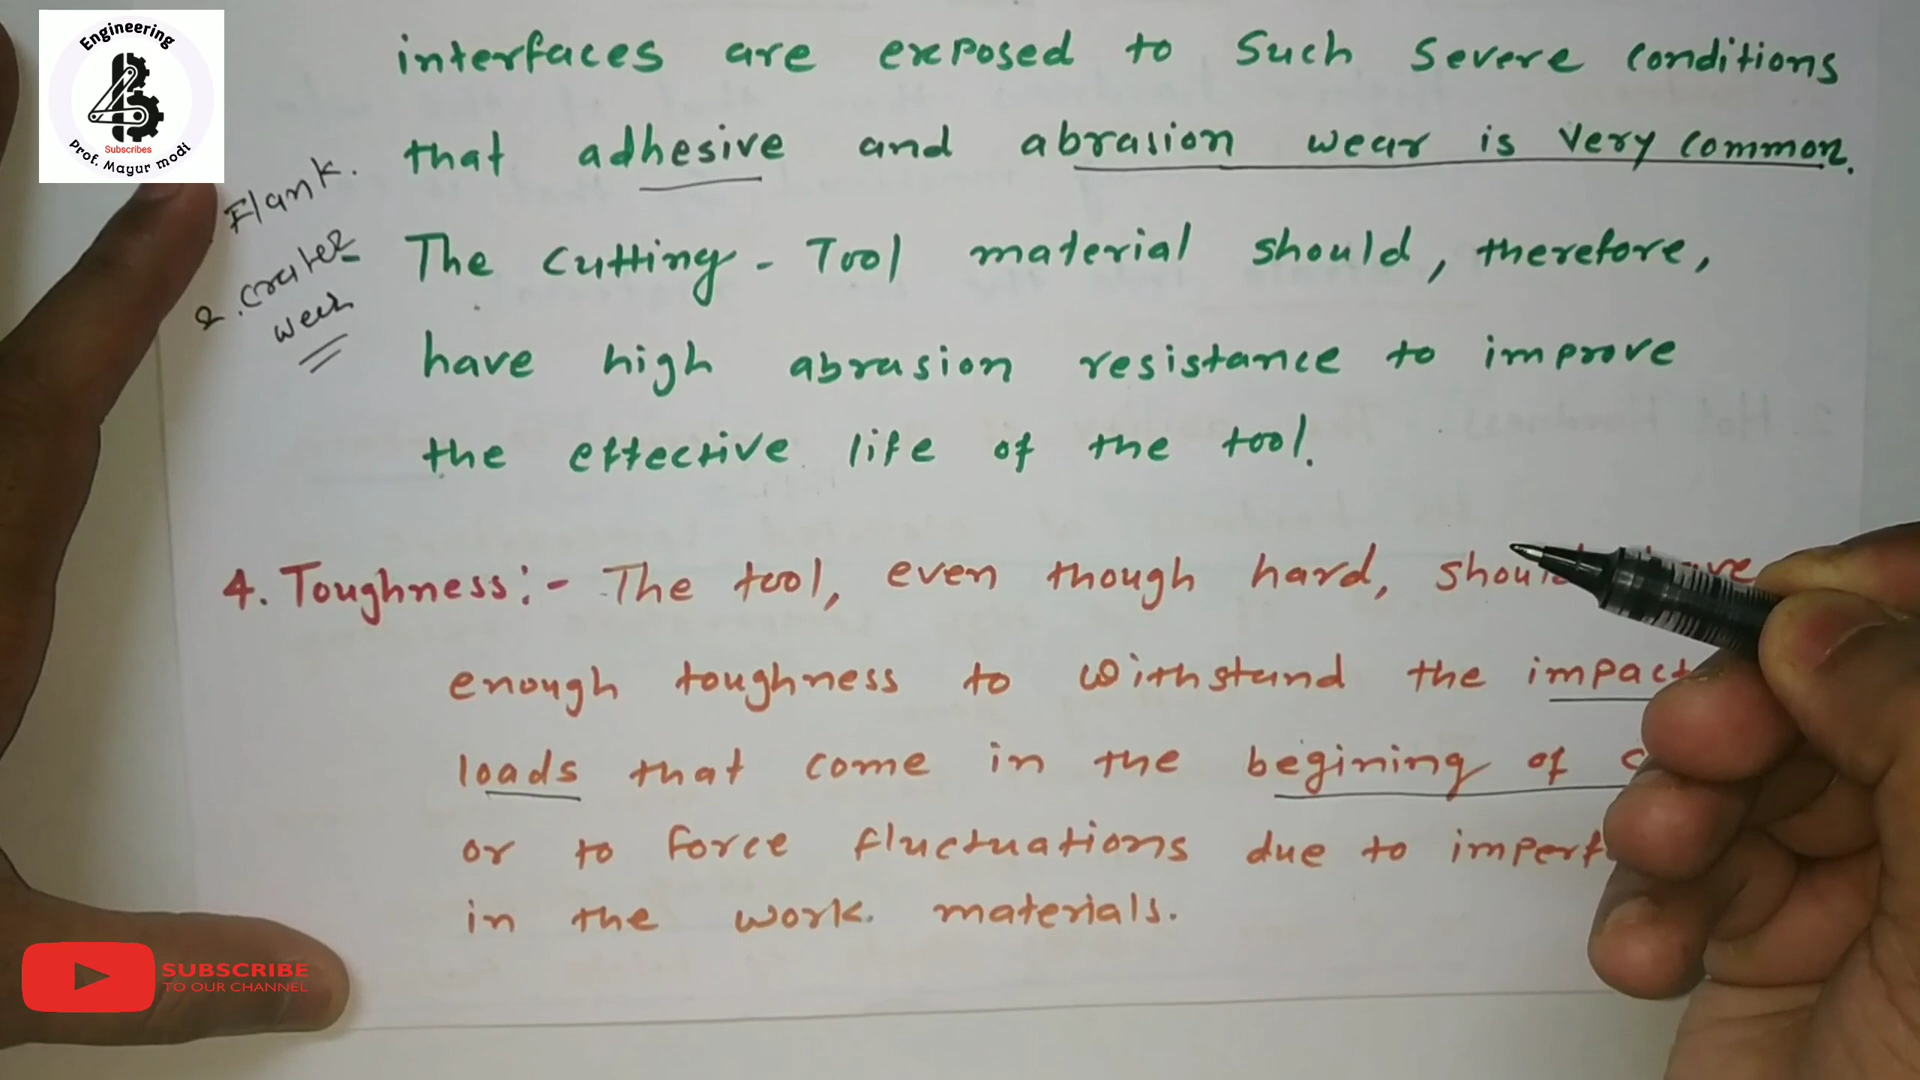 Engineering
Subscribes
Prof. Mayur modi
interfaces are exposed to such severe conditions
that adhesive and abrasion wear is very common.
Flank.
The cutting - Tool material should, therefore,
2. crater
wear
have high abrasion resistance to improve
the effective life of the tool.
4. Toughness:- The tool, even though hard, should
enough toughness to withstand the impact
loads that come in the begining of
or to force fluctuations due to imperf
in the work materials.
SUBSCRIBE
TO OUR CHANNEL